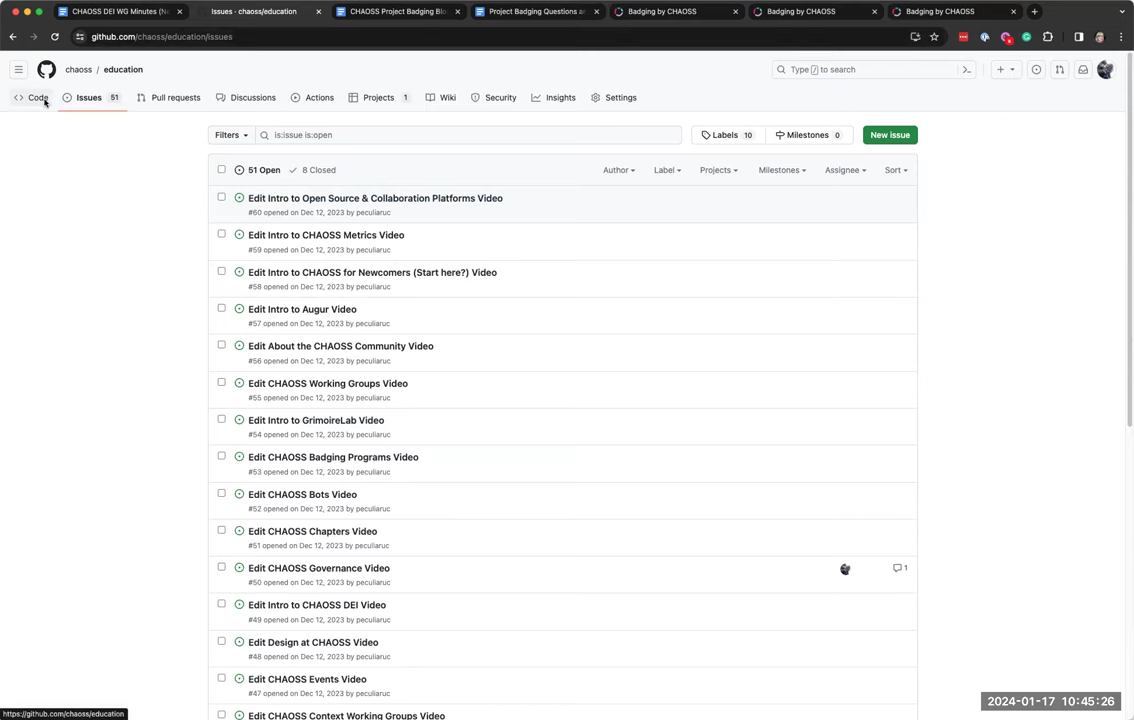 CHAOSS DEI WG Minutes (N
Issues · chaoss/education
CHAOSS Project Badging Blo
Project Badging Questions an
Badging by CHAOSS
Badging by CHAOSS
Badging by CHAOSS
github.com/chaoss/education/issues
chaoss / education
Type / to search
Code
Issues 51
Pull requests
Discussions
Actions
Projects 1
Wiki
Security
Insights
Settings
Filters
is:issue is:open
Labels 10
Milestones 0
New issue
51 Open
8 Closed
Author
Label
Projects
Milestones
Assignee
Sort
Edit Intro to Open Source & Collaboration Platforms Video
#60 opened on Dec 12, 2023 by peculiaruc
Edit Intro to CHAOSS Metrics Video
#59 opened on Dec 12, 2023 by peculiaruc
Edit Intro to CHAOSS for Newcomers (Start here?) Video
#58 opened on Dec 12, 2023 by peculiaruc
Edit Intro to Augur Video
#57 opened on Dec 12, 2023 by peculiaruc
Edit About the CHAOSS Community Video
#56 opened on Dec 12, 2023 by peculiaruc
Edit CHAOSS Working Groups Video
#55 opened on Dec 12, 2023 by peculiaruc
Edit Intro to GrimoireLab Video
#54 opened on Dec 12, 2023 by peculiaruc
Edit CHAOSS Badging Programs Video
#53 opened on Dec 12, 2023 by peculiaruc
Edit CHAOSS Bots Video
#52 opened on Dec 12, 2023 by peculiaruc
Edit CHAOSS Chapters Video
#51 opened on Dec 12, 2023 by peculiaruc
Edit CHAOSS Governance Video
1
#50 opened on Dec 12, 2023 by peculiaruc
Edit Intro to CHAOSS DEI Video
#49 opened on Dec 12, 2023 by peculiaruc
Edit Design at CHAOSS Video
#48 opened on Dec 12, 2023 by peculiaruc
Edit CHAOSS Events Video
#47 opened on Dec 12, 2023 by peculiaruc
Edit CHAOSS Context Working Groups Video
https://github.com/chaoss/education
2024-01-17 10:45:26